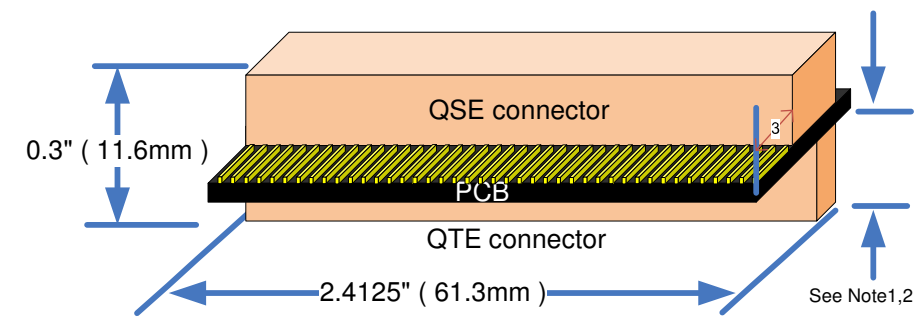 QSE connector
3
0.3" ( 11.6mm )
PCB
QTE connector
2.4125" ( 61.3mm )
See Note1,2